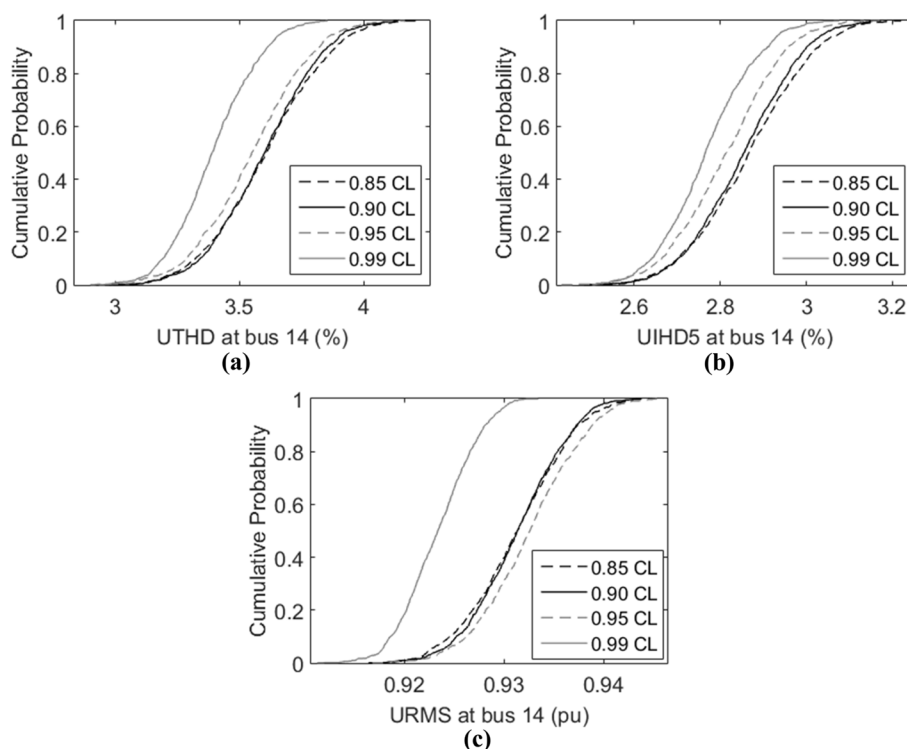 1
0.8
0.6
0.4
0.2
0
Cumulative Probability
0.85 CL
0.90 CL
0.95 CL
0.99 CL
3
3.5
4
UTHD at bus 14 (%)
(a)
1
0.8
0.6
0.4
0.2
0
Cumulative Probability
0.85 CL
0.90 CL
0.95 CL
0.99 CL
2.6
2.8
3
3.2
UIHD5 at bus 14 (%)
(b)
1
0.8
0.6
0.4
0.2
0
Cumulative Probability
0.85 CL
0.90 CL
0.95 CL
0.99 CL
0.92
0.93
0.94
URMS at bus 14 (pu)
(c)